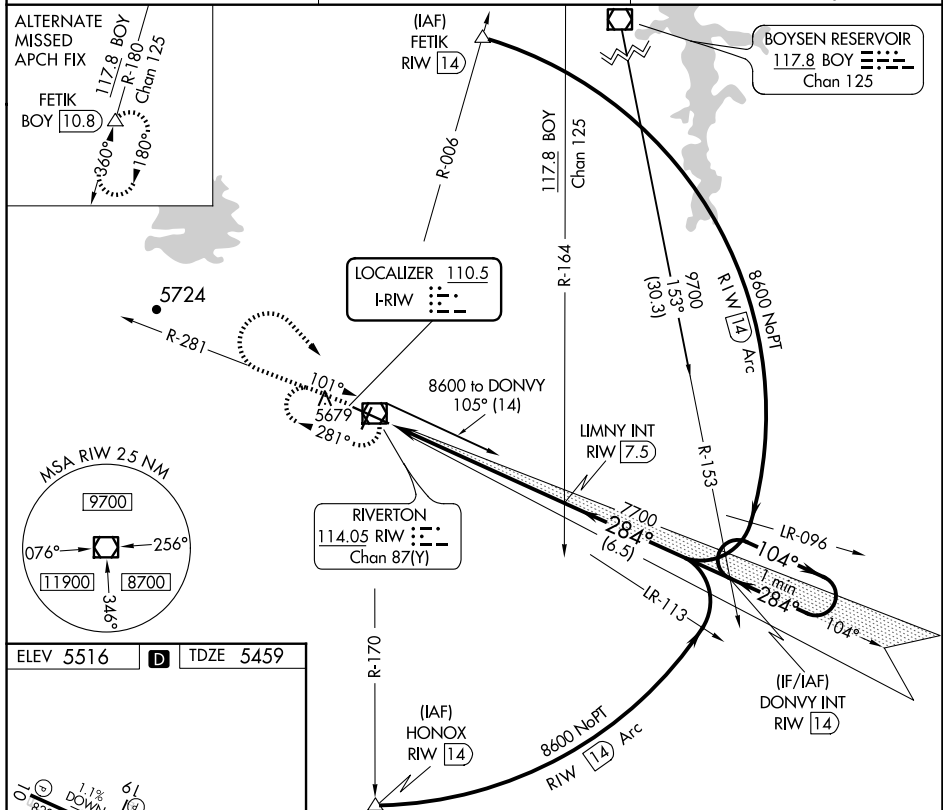 ALTERNATE
MISSED
APCH FIX
117.8 BOY
R-180
Chan 125
FETIK
BOY 10.8
360°
180°
(IAF)
FETIK
RIW 14
R-006
117.8 BOY
Chan 125
R-164
BOYSEN RESERVOIR
117.8 BOY
Chan 125
9700
153°
(30.3)
R-153
8600 NoPT
RIW 14 Arc
LOCALIZER 110.5
I-RIW
5724
R-281
101°
5679
281°
8600 to DONVY
105° (14)
LIMNY INT
RIW 7.5
RIVERTON
114.05 RIW
Chan 87(Y)
7700
284°
(6.5)
LR-096
104°
1 min
284°
104°
LR-113
MSA RIW 25 NM
9700
076°
256°
11900
8700
346°
R-170
(IAF)
HONOX
RIW 14
8600 NoPT
RIW 14 Arc
(IF/IAF)
DONVY INT
RIW 14
ELEV 5516
D
TDZE 5459
10
P
1.1%
DOWN
19
P